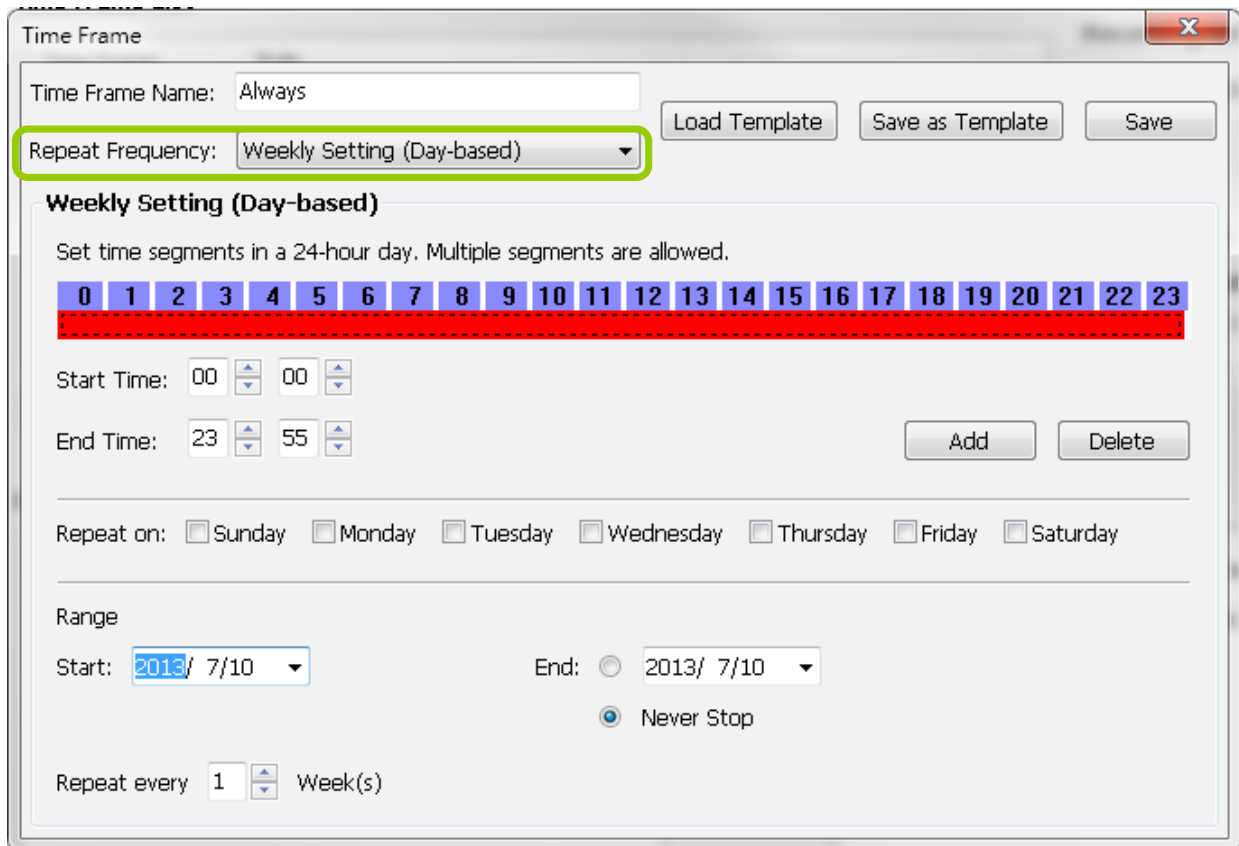 Time Frame
Time Frame Name: Always
Load Template Save as Template Save
Repeat Frequency: Weekly Setting (Day-based)
Weekly Setting (Day-based)
Set time segments in a 24-hour day. Multiple segments are allowed.
0 1 2 3 4 5 6 7 8 9 10 11 12 13 14 15 16 17 18 19 20 21 22 23
Start Time: 00 00
End Time: 23 55 Add Delete
Repeat on: Sunday Monday Tuesday Wednesday Thursday Friday Saturday
Range
Start: 2013/ 7/10 End: 2013/ 7/10
Never Stop
Repeat every 1 Week(s)